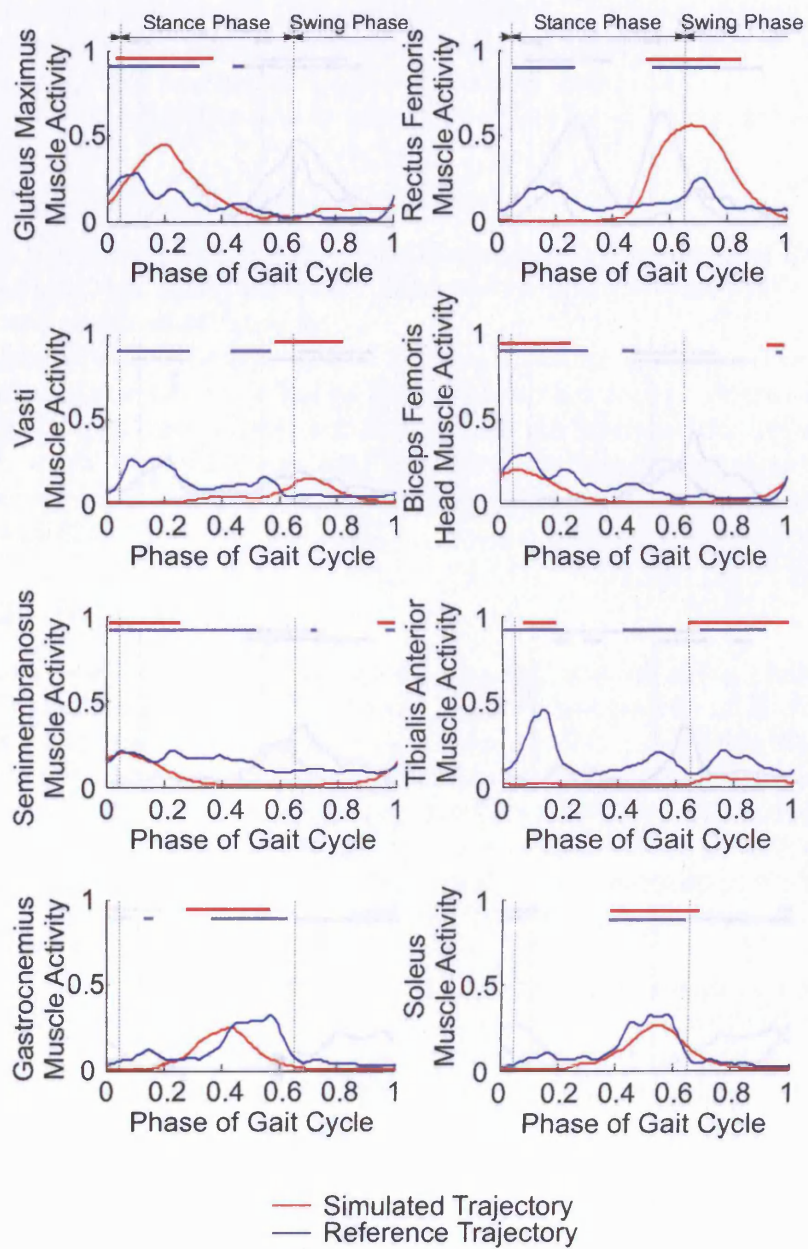 Stance Phase Swing Phase Stance Phase Swing Phase
Gluteus Maximus
Muscle Activity
1
0.5
0
0 0.2 0.4 0.6 0.8 1
Phase of Gait Cycle
Rectus Femoris
Muscle Activity
1
0.5
0
0 0.2 0.4 0.6 0.8 1
Phase of Gait Cycle
Vasti
Muscle Activity
1
0.5
0
0 0.2 0.4 0.6 0.8 1
Phase of Gait Cycle
Biceps Femoris
Head Muscle Activity
1
0.5
0
0 0.2 0.4 0.6 0.8 1
Phase of Gait Cycle
Semimembranosus
Muscle Activity
1
0.5
0
0 0.2 0.4 0.6 0.8 1
Phase of Gait Cycle
Tibialis Anterior
Muscle Activity
1
0.5
0
0 0.2 0.4 0.6 0.8 1
Phase of Gait Cycle
Gastrocnemius
Muscle Activity
1
0.5
0
0 0.2 0.4 0.6 0.8 1
Phase of Gait Cycle
Soleus
Muscle Activity
1
0.5
0
0 0.2 0.4 0.6 0.8 1
Phase of Gait Cycle
Simulated Trajectory
Reference Trajectory